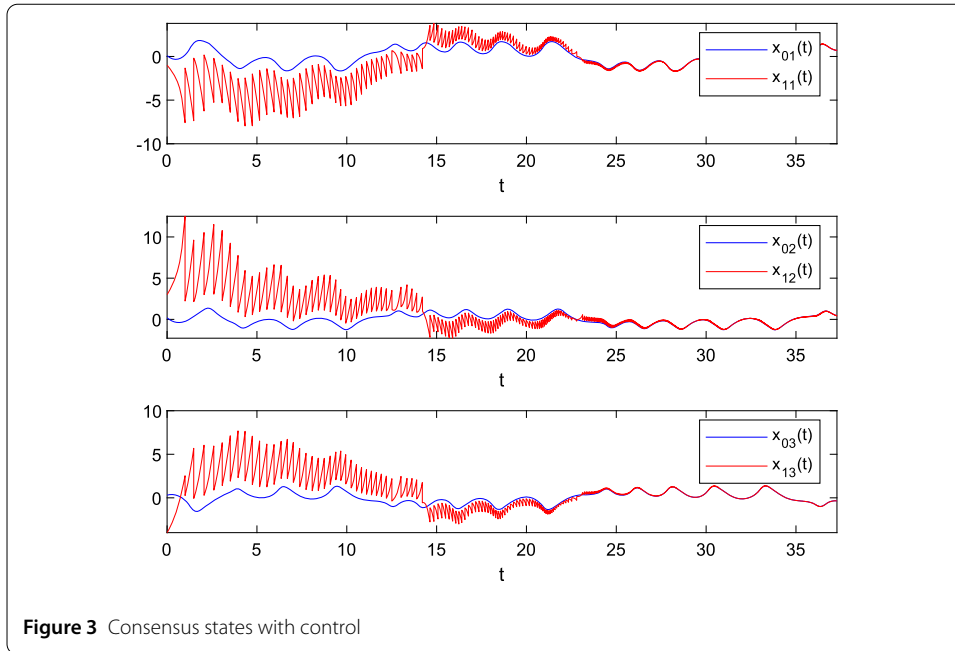 0
-5
-10
x01(t)
x11(t)
0 5 10 15 20 25 30 35
t
10
5
0
x02(t)
x12(t)
0 5 10 15 20 25 30 35
t
10
5
0
x03(t)
x13(t)
0 5 10 15 20 25 30 35
t
Figure 3 Consensus states with control